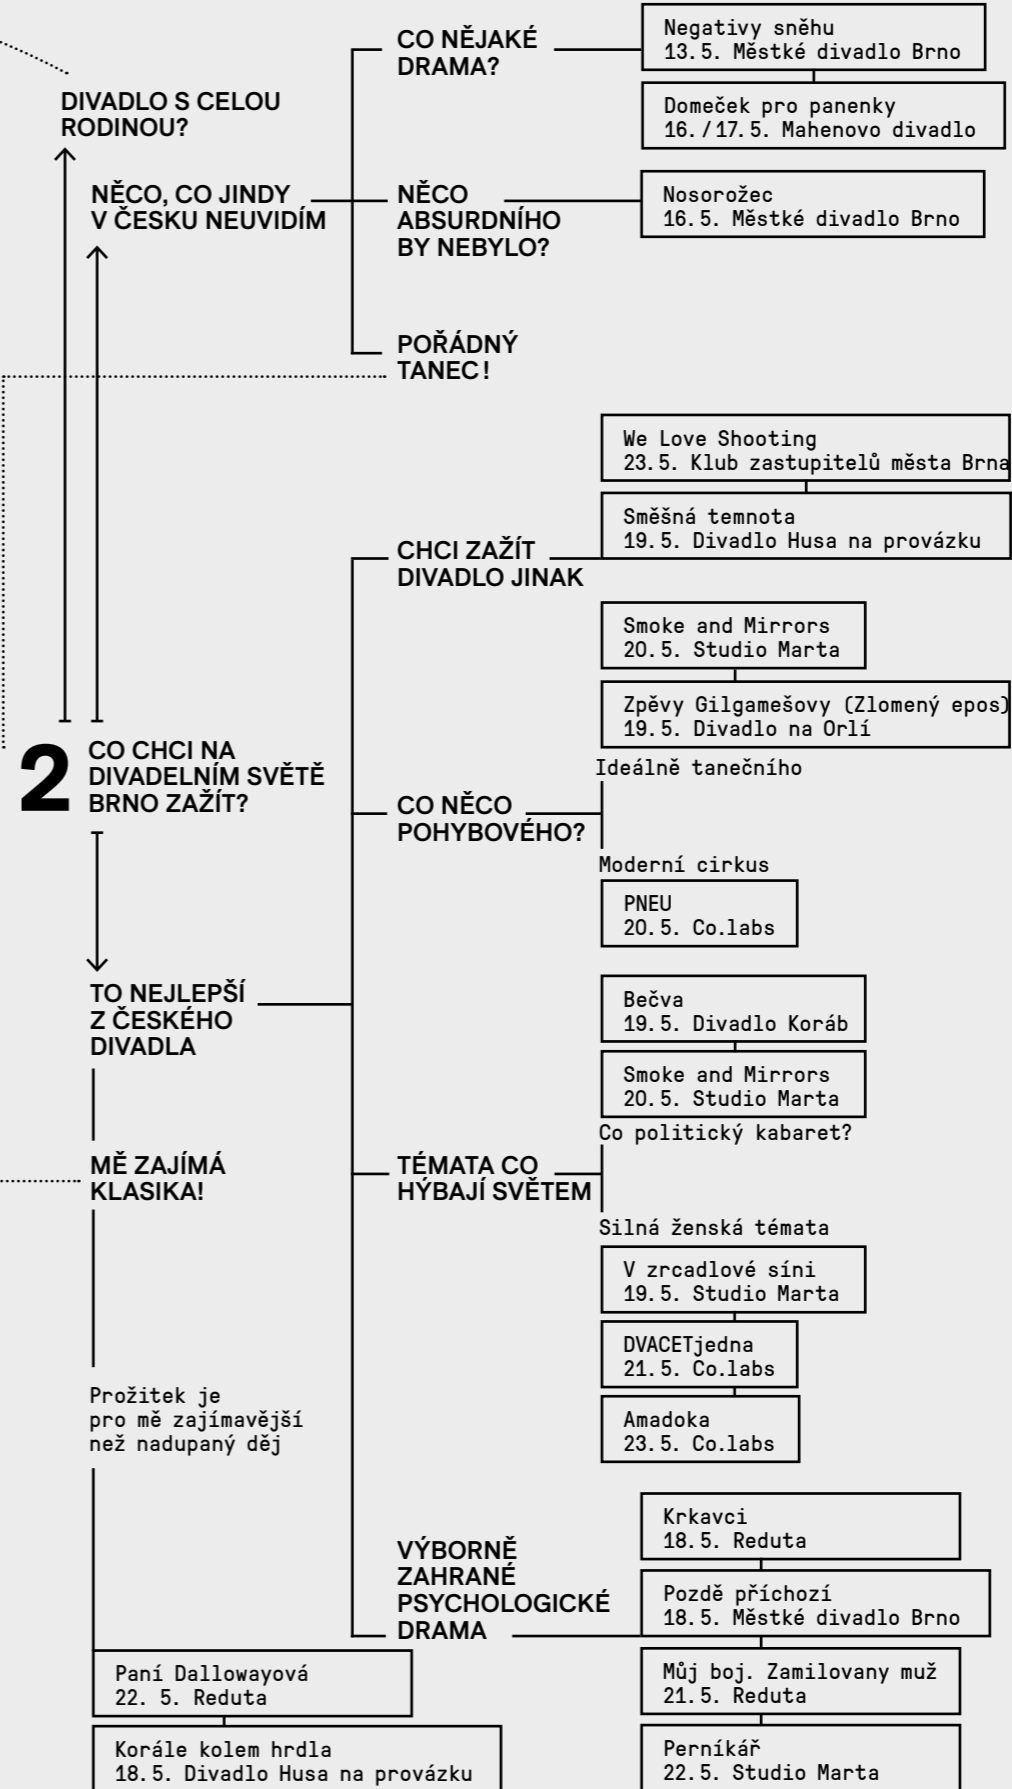 CO NĚJAKÉ
DRAMA?
Negativy sněhu
13.5. Městké divadlo Brno
Domeček pro panenky
16./17.5. Mahenovo divadlo
DIVADLO S CELOU
RODINOU?
NĚCO, CO JINDY
V ČESKU NEUVIDÍM
NĚCO
ABSURDNÍHO
BY NEBYLO?
Nosorožec
16.5. Městké divadlo Brno
POŘÁDNÝ
TANEC!
We Love Shooting
23.5. Klub zastupitelů města Brna
Směšná temnota
19.5. Divadlo Husa na provázku
CHCI ZAŽÍT
DIVADLO JINAK
Smoke and Mirrors
20.5. Studio Marta
Zpěvy Gilgamešovy (Zlomený epos)
19.5. Divadlo na Orlí
2
CO CHCI NA
DIVADELNÍM SVĚTĚ
BRNO ZAŽÍT?
Ideálně tanečního
CO NĚCO
POHYBOVÉHO?
Moderní cirkus
PNEU
20.5. Co.labs
TO NEJLEPŠÍ
Z ČESKÉHO
DIVADLA
Bečva
19.5. Divadlo Koráb
Smoke and Mirrors
20.5. Studio Marta
Co politický kabaret?
MĚ ZAJÍMÁ
KLASIKA!
TÉMATA CO
HÝBAJÍ SVĚTEM
Silná ženská témata
V zrcadlové síni
19.5. Studio Marta
DVACETjedna
21.5. Co.labs
Amadoka
23.5. Co.labs
Prožitek je
pro mě zajímavější
než nadupaný děj
Krkavci
18.5. Reduta
VÝBORNĚ
ZAHRANÉ
PSYCHOLOGICKÉ
DRAMA
Pozdě příchozí
18.5. Městké divadlo Brno
Můj boj. Zamilovany muž
21.5. Reduta
Perníkář
22.5. Studio Marta
Paní Dallowayová
22. 5. Reduta
Korále kolem hrdla
18.5. Divadlo Husa na provázku